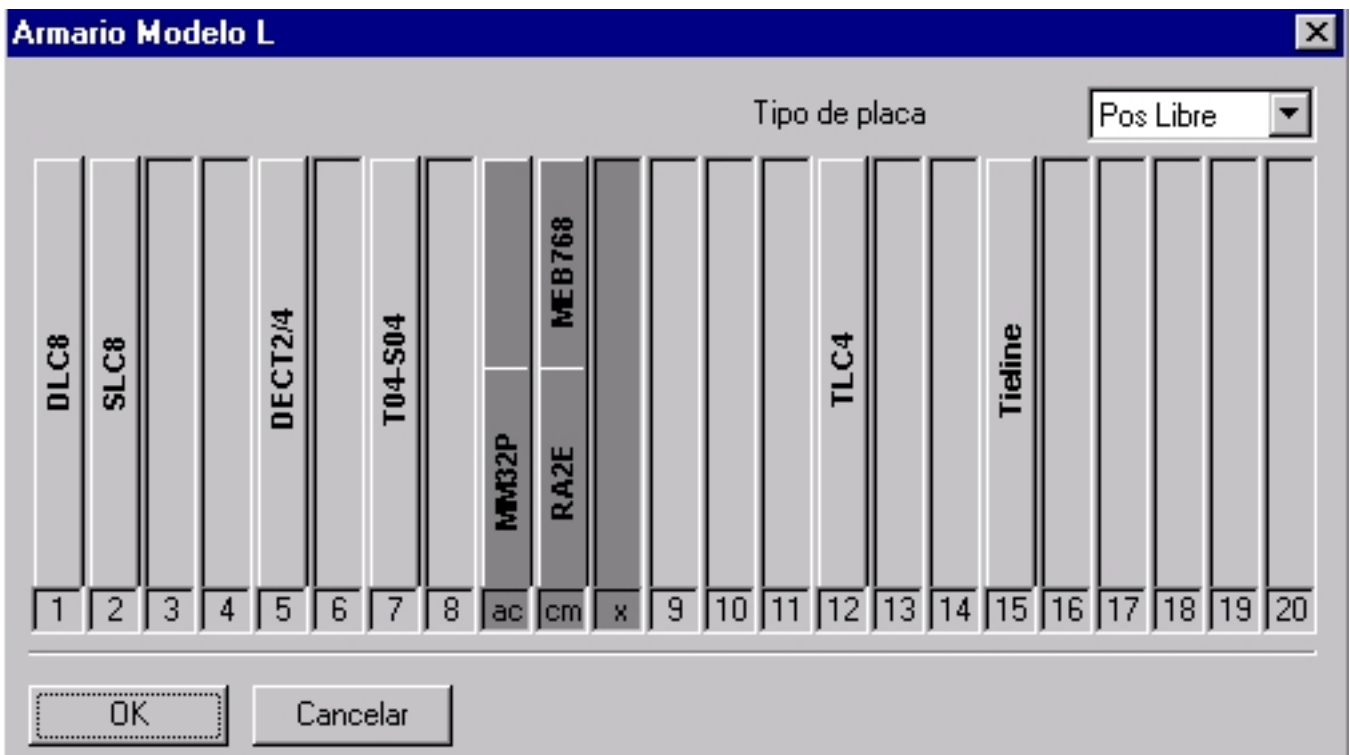 Armario Modelo L
Tipo de placa
Pos Libre
DLC8
SLC8
DECT2/4
T04-S04
MM32P
MEB768
RA2E
TLC4
Tieline
1 2 3 4 5 6 7 8 ac cm x 9 10 11 12 13 14 15 16 17 18 19 20
OK Cancelar